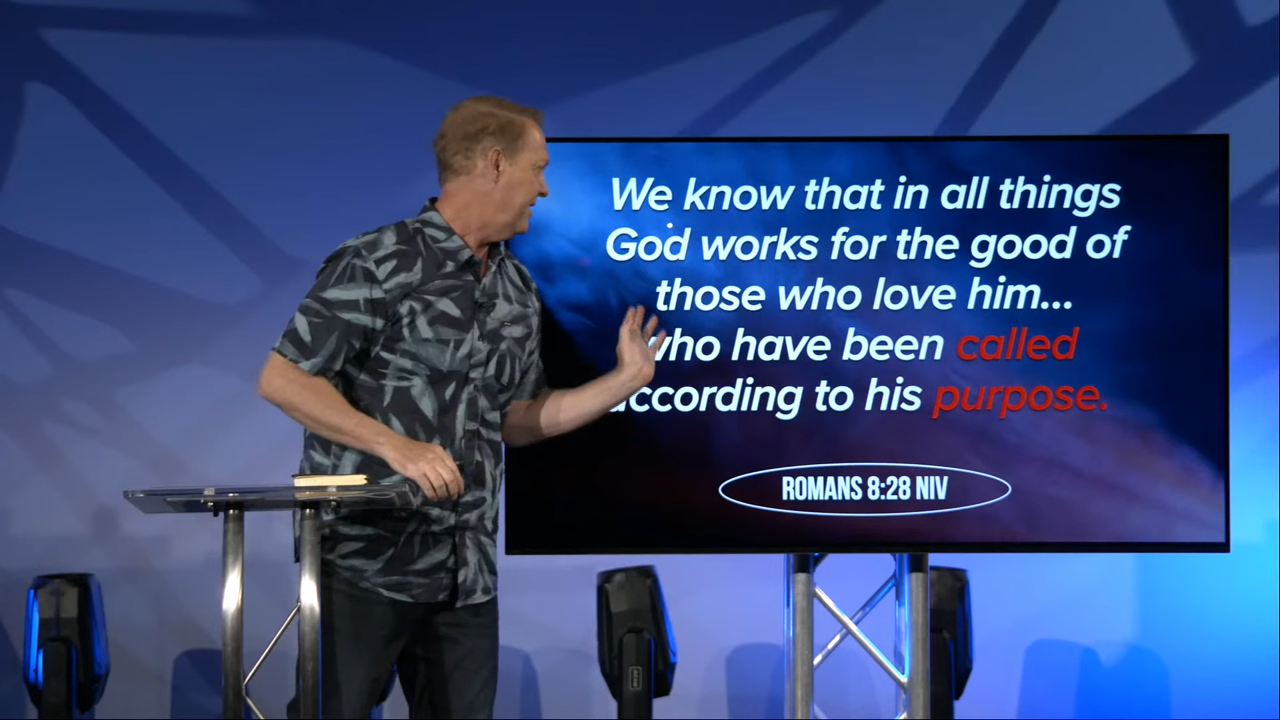 We know that in all things
God works for the good of
those who love him...
who have been called
according to his purpose.
ROMANS 8:28 NIV